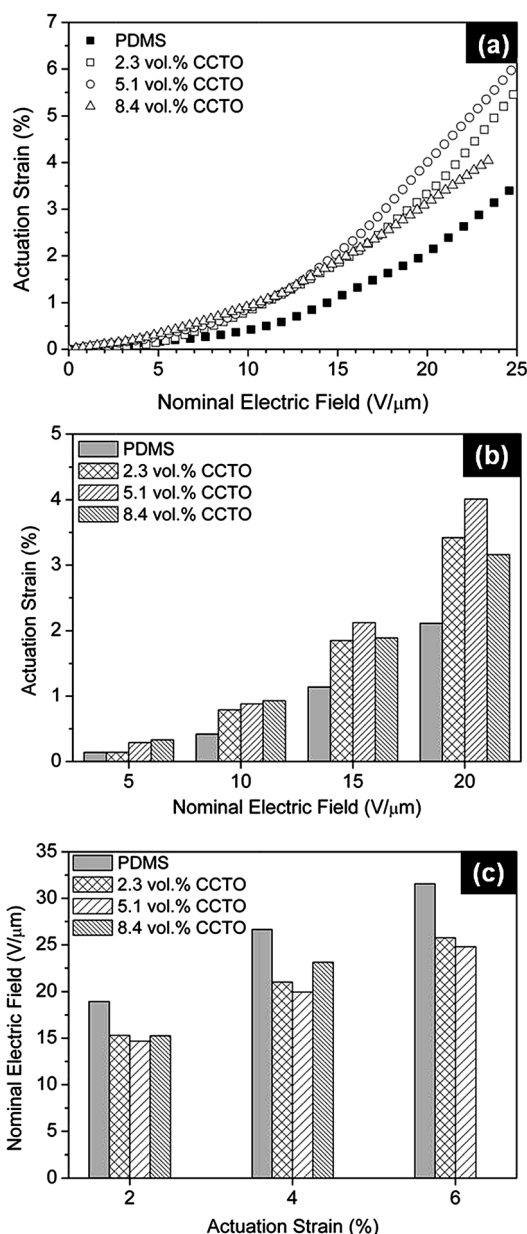 (a)
PDMS
2.3 vol.% CCTO
5.1 vol.% CCTO
8.4 vol.% CCTO
6
5
4
3
2
1
0
Actuation Strain (%)
0 5 10 15 20 25
Nominal Electric Field (V/μm)
(b)
PDMS
2.3 vol.% CCTO
5.1 vol.% CCTO
8.4 vol.% CCTO
5
4
3
2
1
0
Actuation Strain (%)
5 10 15 20
Nominal Electric Field (V/μm)
(c)
PDMS
2.3 vol.% CCTO
5.1 vol.% CCTO
8.4 vol.% CCTO
35
30
25
20
15
10
5
0
Nominal Electric Field (V/μm)
2 4 6
Actuation Strain (%)